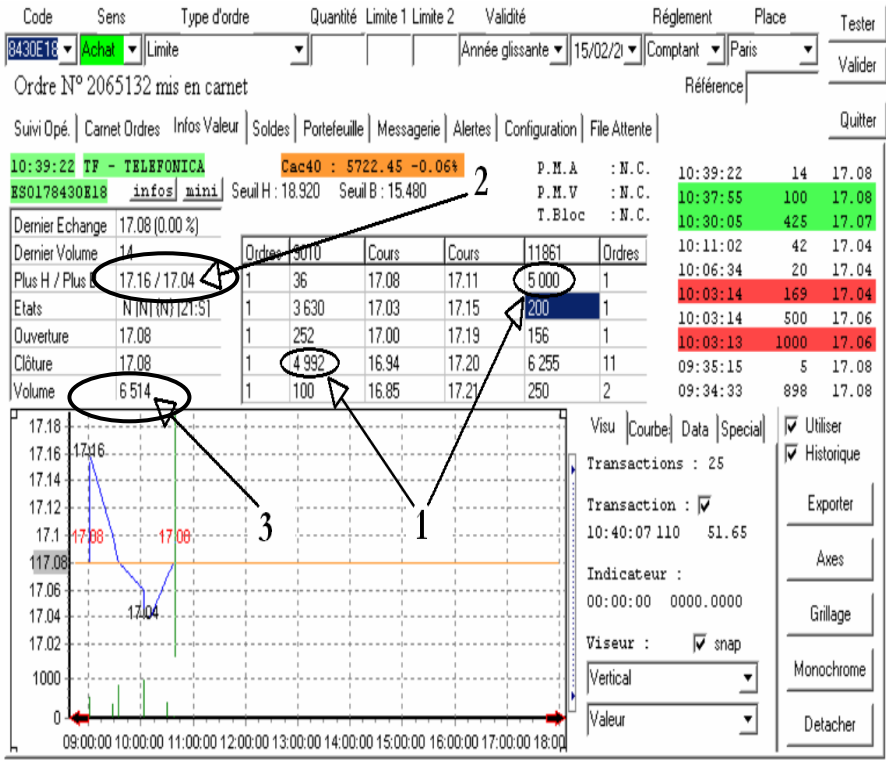 Code Sens Type d'ordre Quantité Limite 1 Limite 2 Validité Réglement Place
Tester
8430E18 Achat Limite Année glissante 15/02/2 Comptant Paris
Valider
Ordre N° 2065132 mis en carnet Référence
Quitter
Suivi Opé. Carnet Ordres Infos Valeur Soldes Portefeuille Messagerie Alertes Configuration File Attente
10:39:22 TF - TELEFONICA Cac40 : 5722.45 -0.06% P.M.A : N.C.
ES0178430E18 infos mini Seuil H : 18.920 Seuil B : 15.480 2 P.M.V : N.C.
T.Bloc : N.C.
10:39:22 14 17.08
10:37:55 100 17.08
10:30:05 425 17.07
10:11:02 42 17.04
10:06:34 20 17.04
10:03:14 169 17.04
10:03:14 500 17.06
10:03:13 1000 17.06
09:35:15 5 17.08
09:34:33 898 17.08
Dernier Echange 17.08 (0.00 %)
Dernier Volume 14
Plus H / Plus 17.16 / 17.04
Etats
Ouverture 17.08
Clôture 17.08
Volume 6 514
Ordres 9010 Cours Cours 11861 Ordres
1 36 17.08 17.11 5 000 1
1 3 630 17.03 17.15 200 1
1 252 17.00 17.19 156 1
1 4 992 16.94 17.20 6 255 11
1 100 16.85 17.21 250 2
3 1
17.18
17.16 17.16
17.14
17.12
17.1 17.08 17.08
117.08
17.06
17.04 17.04
17.02
1000
0
09:00:00 10:00:00 11:00:00 12:00:00 13:00:00 14:00:00 15:00:00 16:00:00 17:00:00 18:00
Visu Courbe Data Special
Transactions : 25
Transaction :
10:40:07 110 51.65
Indicateur :
00:00:00 0000.0000
Viseur : snap
Vertical
Valeur
Utiliser
Historique
Exporter
Axes
Grillage
Monochrome
Detacher